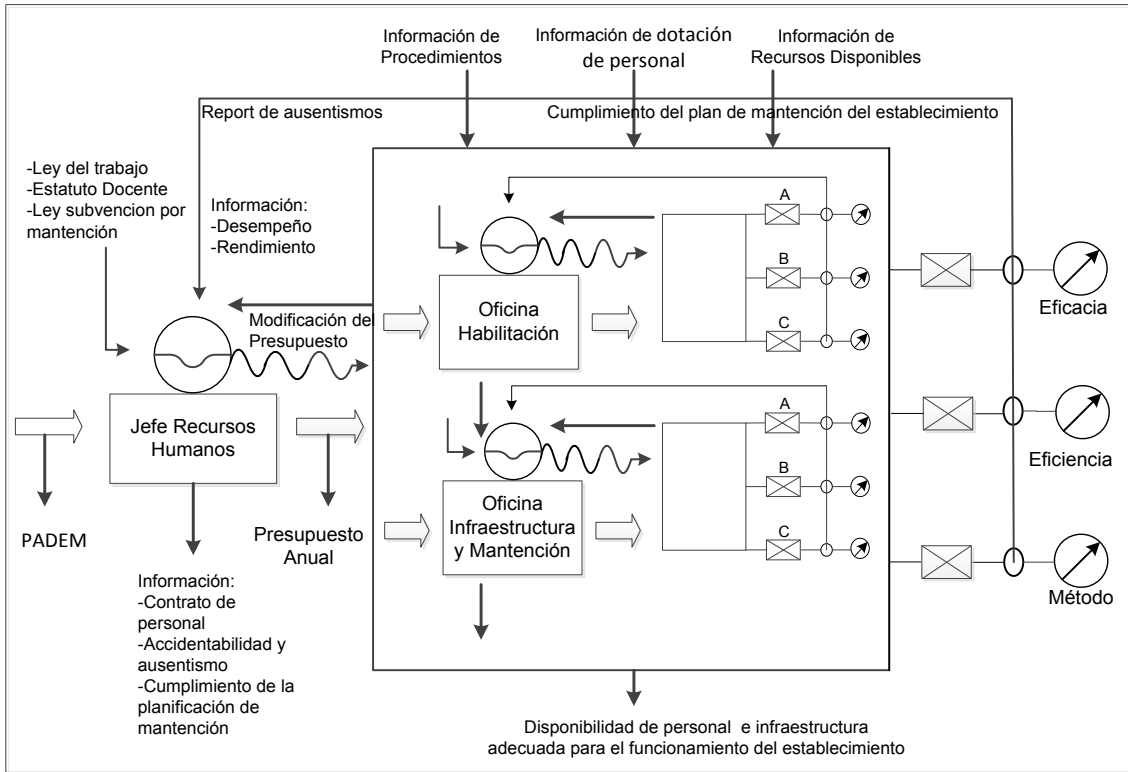 Información de
Procedimientos
Información de dotación
de personal
Información de
Recursos Disponibles
Report de ausentismos
Cumplimiento del plan de mantención del establecimiento
-Ley del trabajo
-Estatuto Docente
-Ley subvencion por
mantención
Información:
-Desempeño
-Rendimiento
Modificación del
Presupuesto
Jefe Recursos
Humanos
PADEM
Presupuesto
Anual
Información:
-Contrato de
personal
-Accidentabilidad y
ausentismo
-Cumplimiento de la
planificación de
mantención
Oficina
Habilitación
A
B
C
Oficina
Infraestructura
y Mantención
A
B
C
Eficacia
Eficiencia
Método
Disponibilidad de personal e infraestructura
adecuada para el funcionamiento del establecimiento